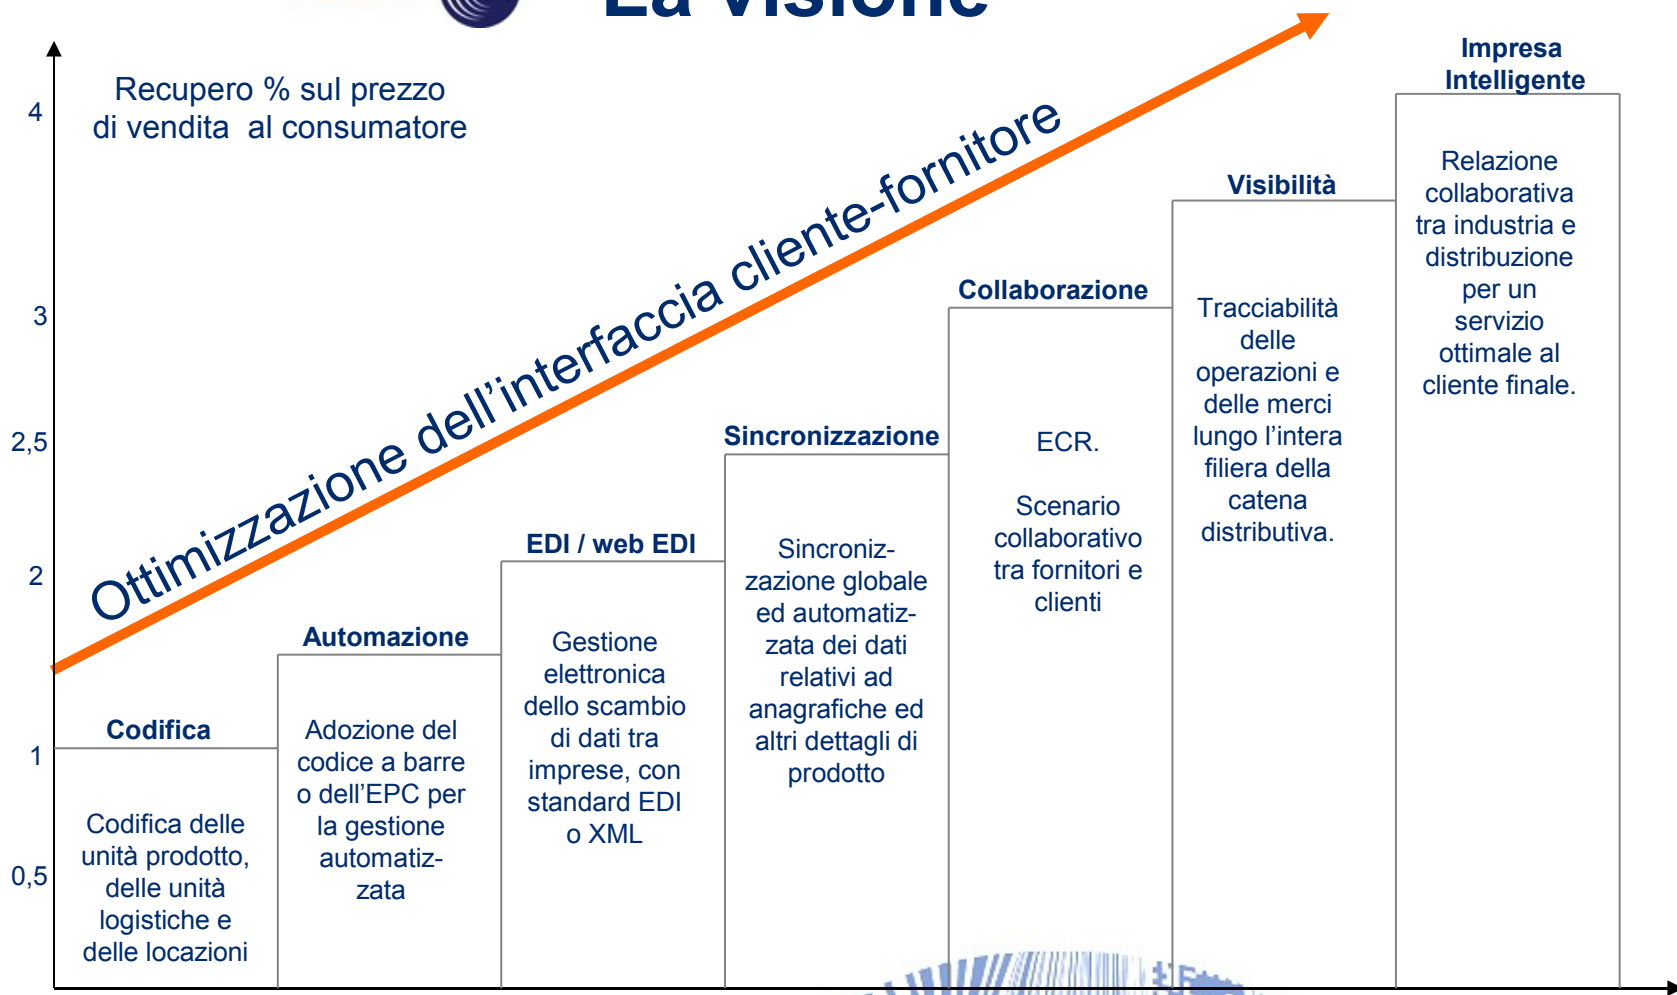 La Visione
Recupero % sul prezzo
di vendita al consumatore
Ottimizzazione dell’interfaccia cliente-fornitore
4
3
2,5
2
1
0,5
Codifica
Codifica delle
unità prodotto,
delle unità
logistiche e
delle locazioni
Automazione
Adozione del
codice a barre
o dell’EPC per
la gestione
automatiz-
zata
EDI / web EDI
Gestione
elettronica
dello scambio
di dati tra
imprese, con
standard EDI
o XML
Sincronizzazione
Sincroniz-
zazione globale
ed automatiz-
zata dei dati
relativi ad
anagrafiche ed
altri dettagli di
prodotto
Collaborazione
ECR.
Scenario
collaborativo
tra fornitori e
clienti
Visibilità
Tracciabilità
delle
operazioni e
delle merci
lungo l’intera
filiera della
catena
distributiva.
Impresa
Intelligente
Relazione
collaborativa
tra industria e
distribuzione
per un
servizio
ottimale al
cliente finale.